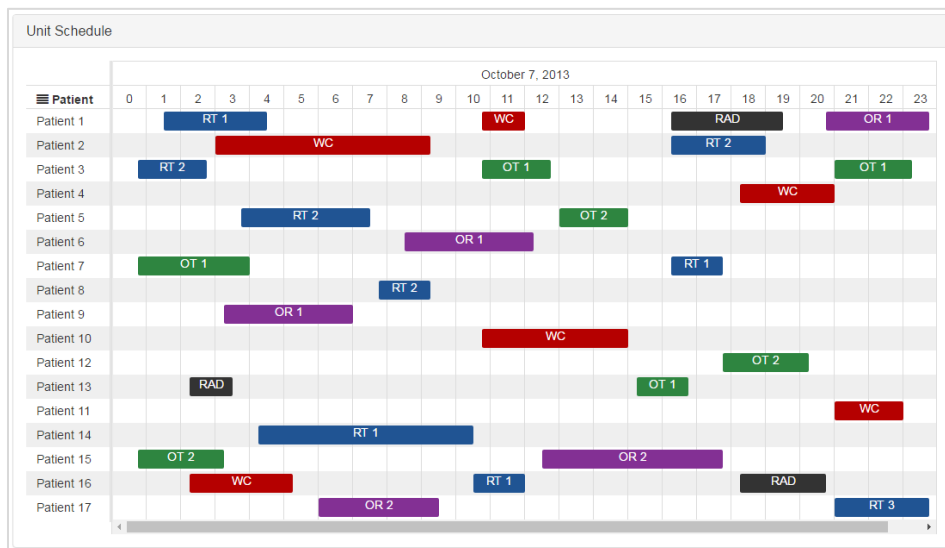 Unit Schedule
October 7, 2013
Patient 0 1 2 3 4 5 6 7 8 9 10 11 12 13 14 15 16 17 18 19 20 21 22 23
Patient 1 RT 1 WC RAD OR 1
Patient 2 WC RT 2
Patient 3 RT 2 OT 1 OT 1
Patient 4 WC
Patient 5 RT 2 OT 2
Patient 6 OR 1
Patient 7 OT 1 RT 1
Patient 8 RT 2
Patient 9 OR 1
Patient 10 WC
Patient 12 OT 2
Patient 13 RAD OT 1
Patient 11 WC
Patient 14 RT 1
Patient 15 OT 2 OR 2
Patient 16 WC RT 1 RAD
Patient 17 OR 2 RT 3